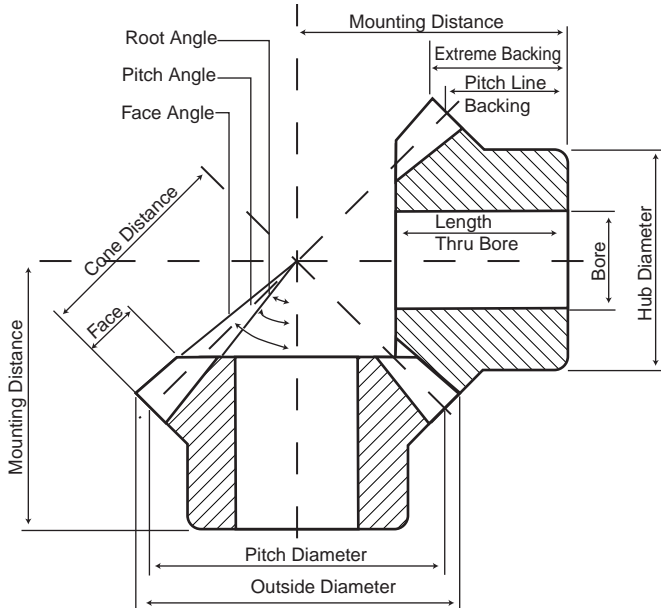 Mounting Distance
Root Angle
Extreme Backing
Pitch Angle
Pitch Line
Backing
Face Angle
Cone Distance
Length
Thru Bore
Bore
Hub Diameter
Face
Mounting Distance
Pitch Diameter
Outside Diameter